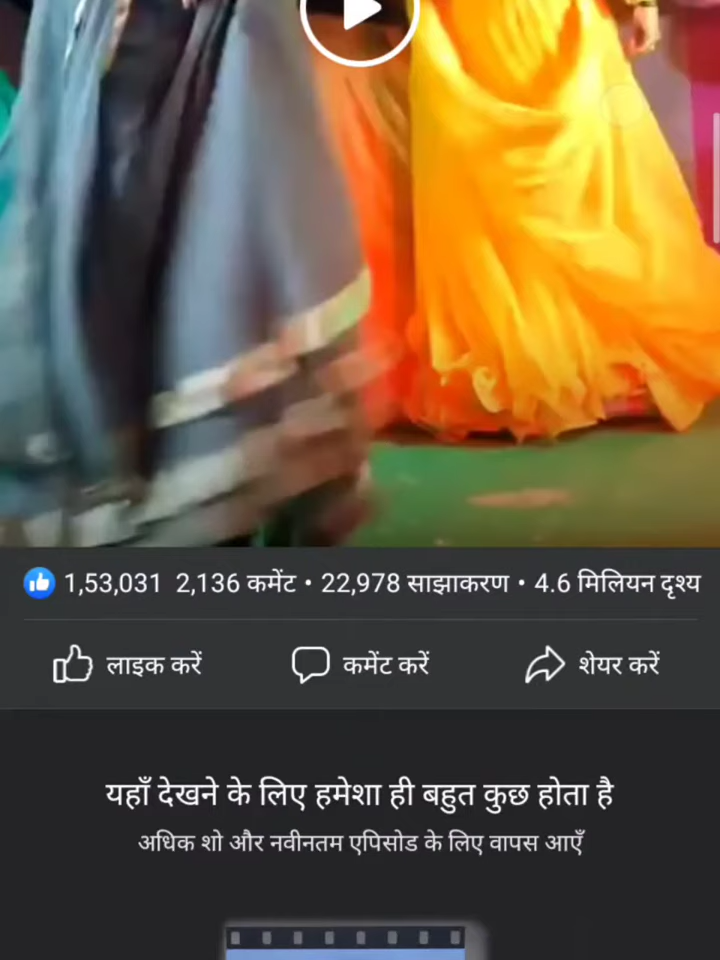 1,53,031 2,136 कमेंट • 22,978 साझाकरण • 4.6 मिलियन दृश्य
लाइक करें कमेंट करें शेयर करें
यहाँ देखने के लिए हमेशा ही बहुत कुछ होता है
अधिक शो और नवीनतम एपिसोड के लिए वापस आएँ